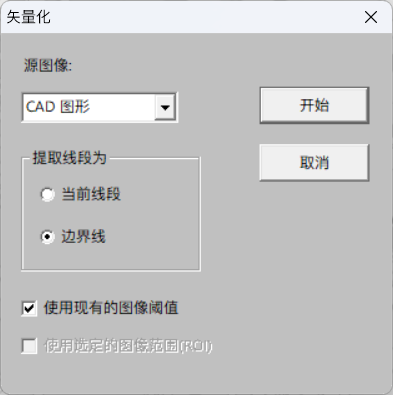 矢量化
源图像:
CAD 图形
开始
取消
提取线段为
当前线段
边界线
使用现有的图像阈值
使用选定的图像范围(ROI)